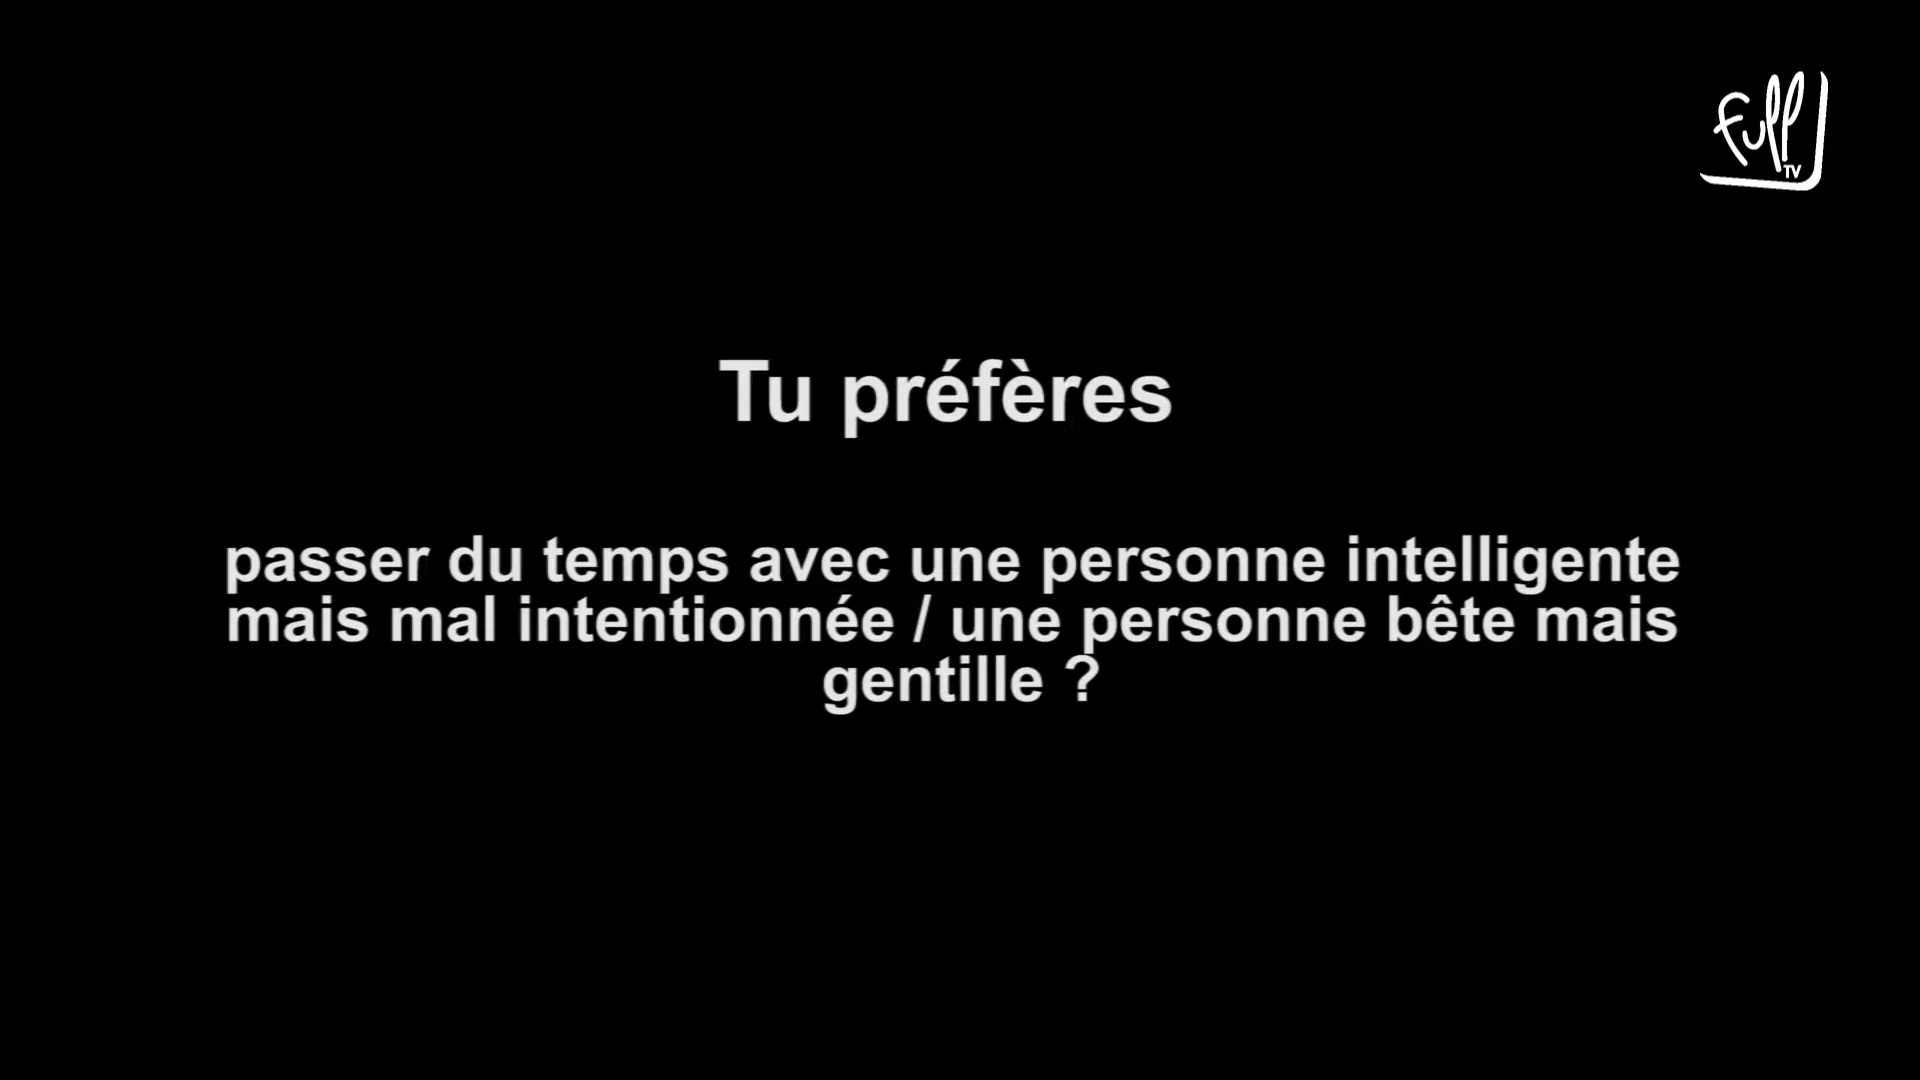 Full
TV
Tu préfères
passer du temps avec une personne intelligente
mais mal intentionnée / une personne bête mais
gentille ?